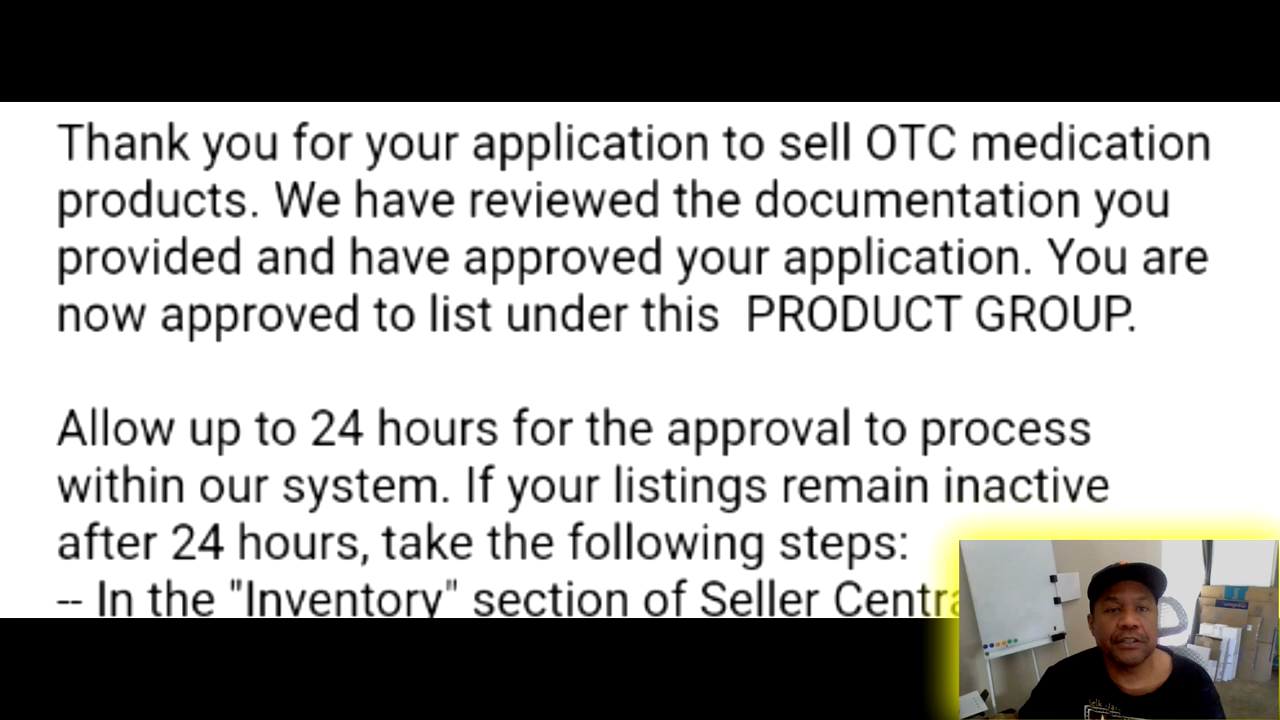 Thank you for your application to sell OTC medication
products. We have reviewed the documentation you
provided and have approved your application. You are
now approved to list under this PRODUCT GROUP.
Allow up to 24 hours for the approval to process
within our system. If your listings remain inactive
after 24 hours, take the following steps:
-- In the "Inventory" section of Seller